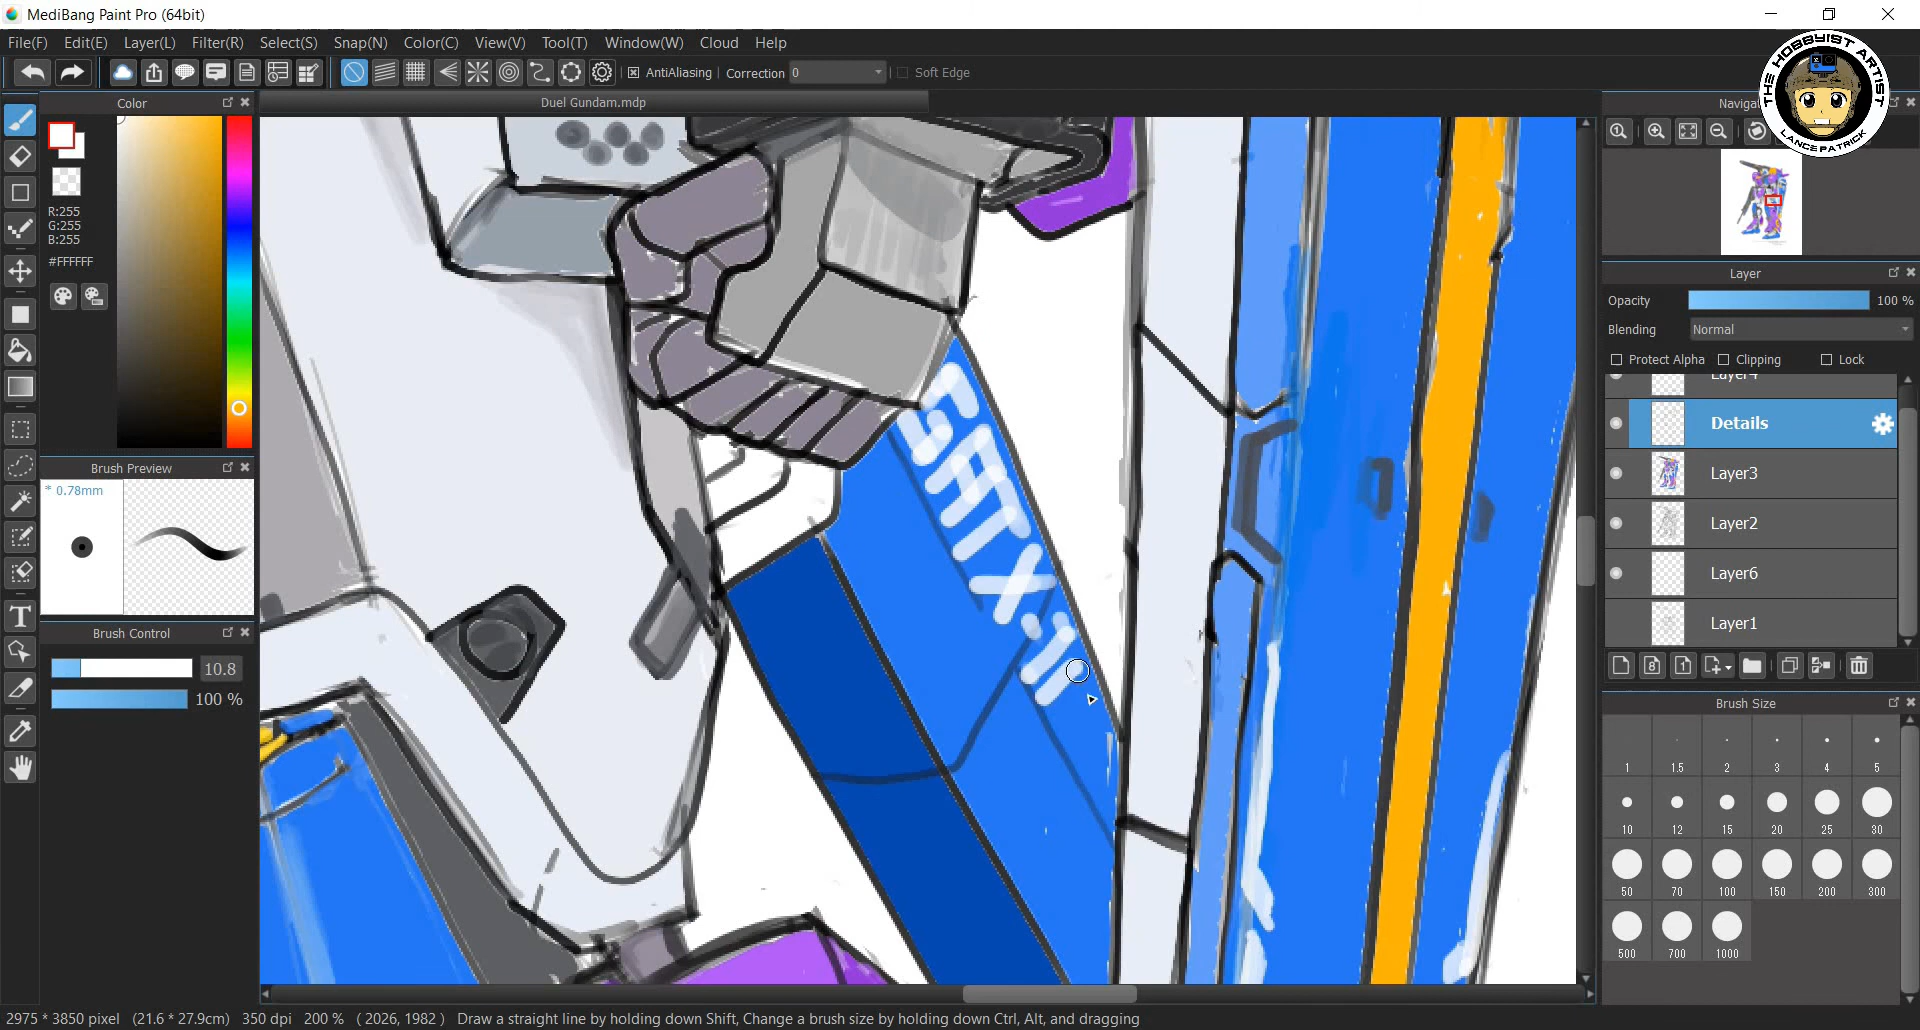 MediBang Paint Pro (64bit)
File(F) Edit(E) Layer(L) Filter(R) Select(S) Snap(N) Color(C) View(V) Tool(T) Window(W) Cloud Help
AntiAliasing Correction 0 Soft Edge
THE HOBBYIST ARTIST
LANCE PATRICK
Color
Duel Gundam.mdp
R:255
G:255
B:255
#FFFFFF
Brush Preview
* 0.78mm
Brush Control
10.8
100 %
T
Layer
Opacity 100 %
Blending Normal
Protect Alpha Clipping Lock
Layer4
Details
Layer3
Layer2
Layer6
Layer1
Brush Size
1 1.5 2 3 4 5
10 12 15 20 25 30
50 70 100 150 200 300
500 700 1000
2975 * 3850 pixel (21.6 * 27.9cm) 350 dpi 200 % ( 2026, 1982 ) Draw a straight line by holding down Shift, Change a brush size by holding down Ctrl, Alt, and dragging